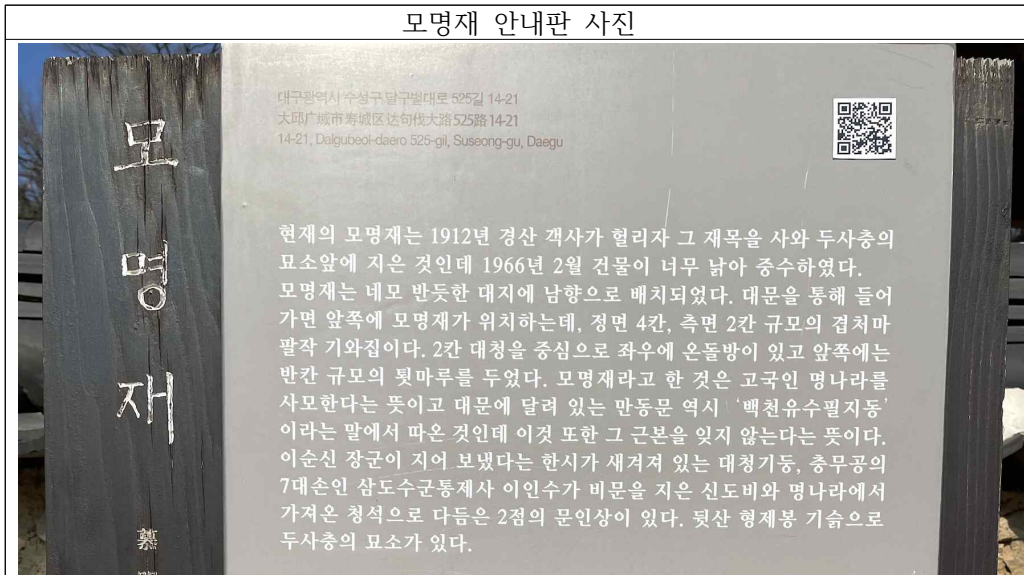 모명재 안내판 사진
모
명
재
慕
대구광역시 수성구 달구벌대로 525길 14-21
大邱广域市寿城区达句伐大路525路14-21
14-21, Dalgubeol-daero 525-gil, Suseong-gu, Daegu
현재의 모명재는 1912년 경산 객사가 헐리자 그 재목을 사와 두사충의
묘소앞에 지은 것인데 1966년 2월 건물이 너무 낡아 중수하였다.
모명재는 네모 반듯한 대지에 남향으로 배치되었다. 대문을 통해 들어
가면 앞쪽에 모명재가 위치하는데, 정면 4칸, 측면 2칸 규모의 겹처마
팔작 기와집이다. 2칸 대청을 중심으로 좌우에 온돌방이 있고 앞쪽에는
반칸 규모의 툇마루를 두었다. 모명재라고 한 것은 고국인 명나라를
사모한다는 뜻이고 대문에 달려 있는 만동문 역시 ‘백천유수필지동’
이라는 말에서 따온 것인데 이것 또한 그 근본을 잊지 않는다는 뜻이다.
이순신 장군이 지어 보냈다는 한시가 새겨져 있는 대청기둥, 충무공의
7대손인 삼도수군통제사 이인수가 비문을 지은 신도비와 명나라에서
가져온 청석으로 다듬은 2점의 문인상이 있다. 뒷산 형제봉 기슭으로
두사충의 묘소가 있다.